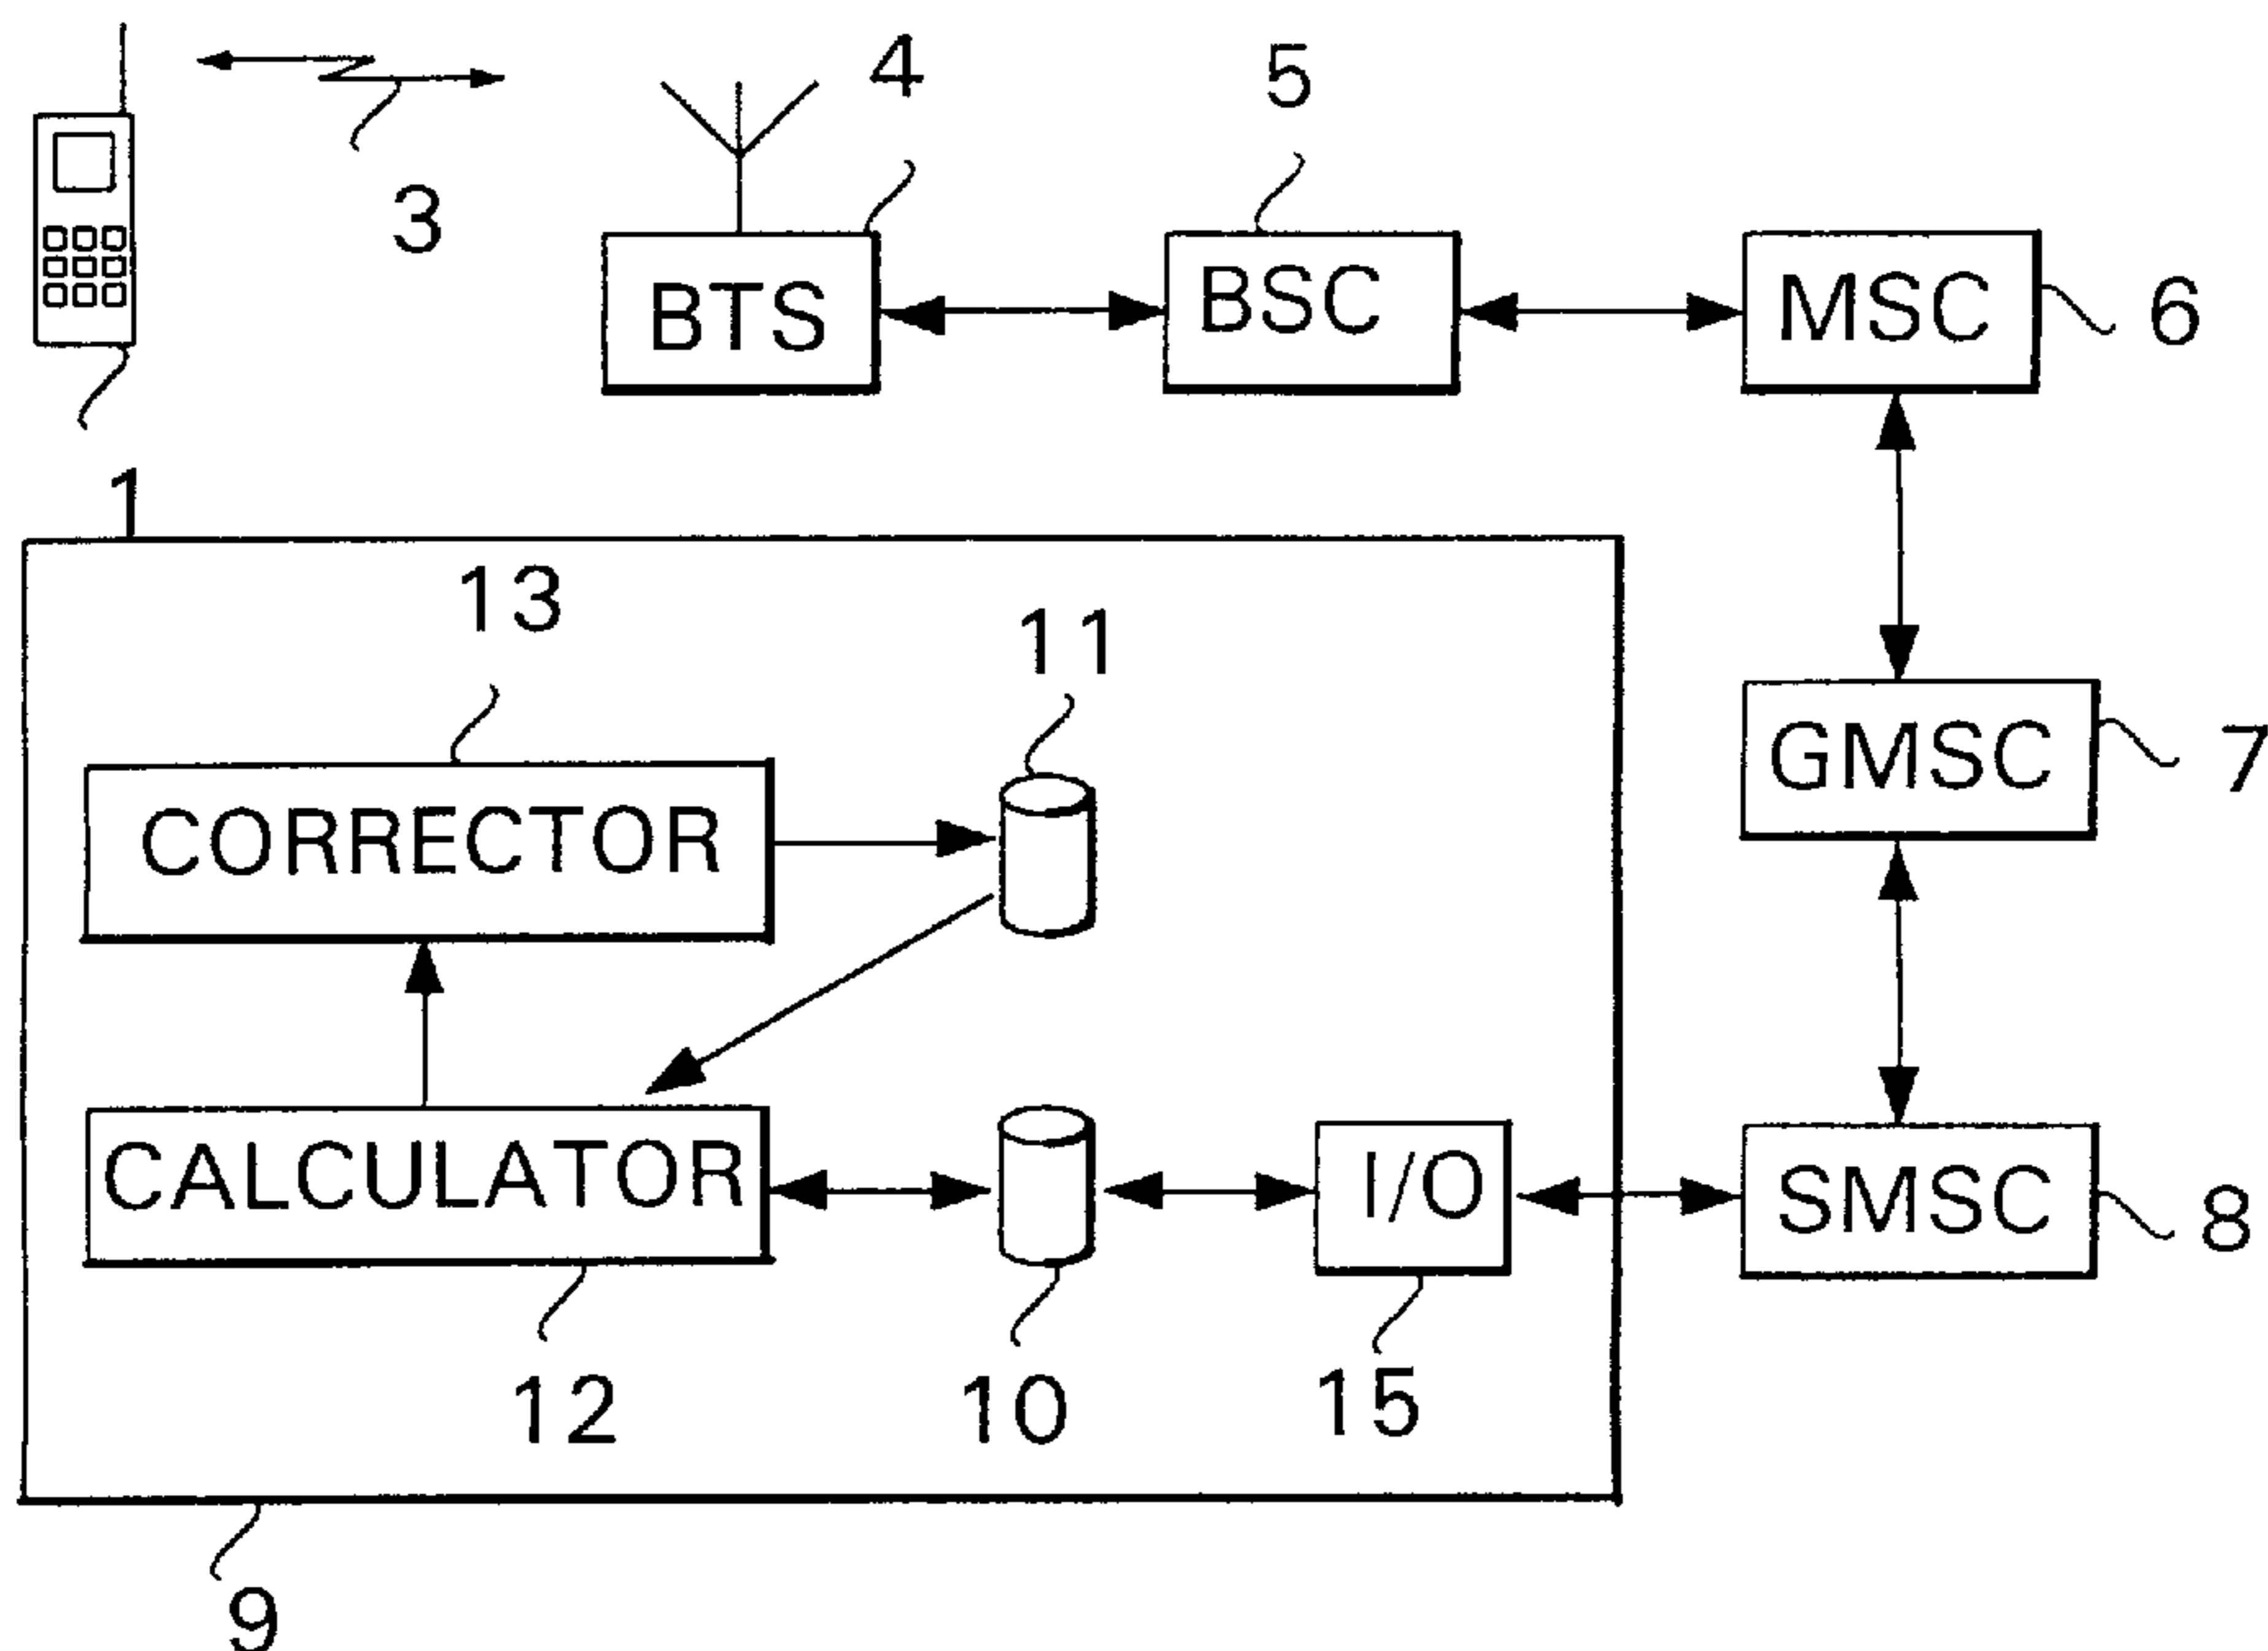 4
5
3
BTS
BSC
MSC
6
1
13
11
GMSC
7
CORRECTOR
CALCULATOR
I/O
SMSC
8
12
10
15
9